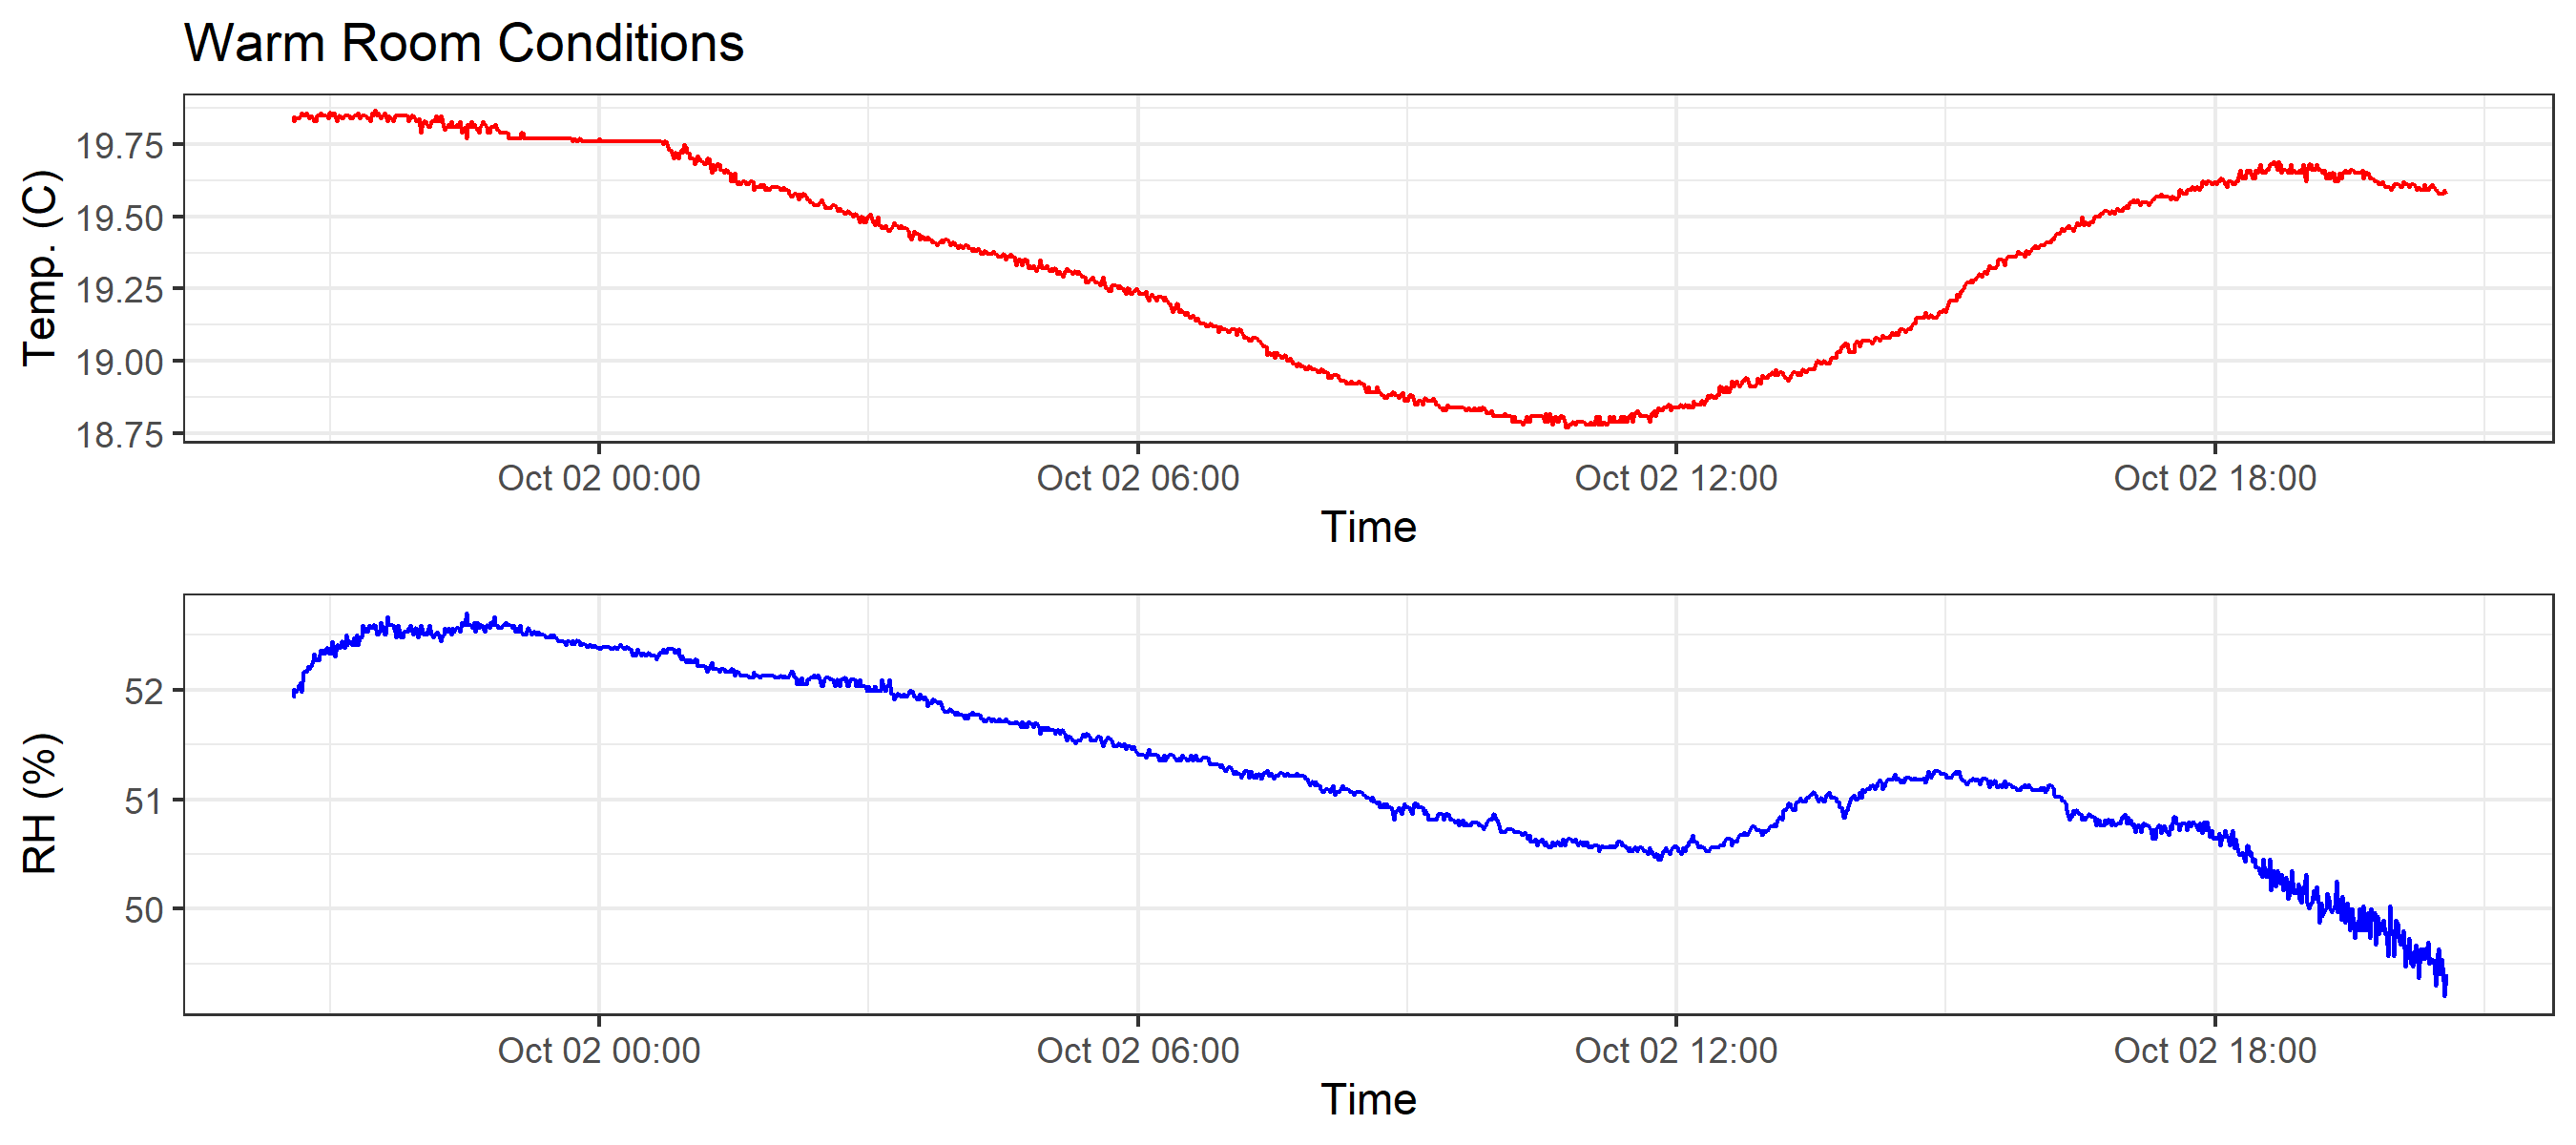 Warm Room Conditions
Temp. (C)
19.75
19.50
19.25
19.00
18.75
Oct 02 00:00 Oct 02 06:00 Oct 02 12:00 Oct 02 18:00
Time
RH (%)
52
51
50
Oct 02 00:00 Oct 02 06:00 Oct 02 12:00 Oct 02 18:00
Time